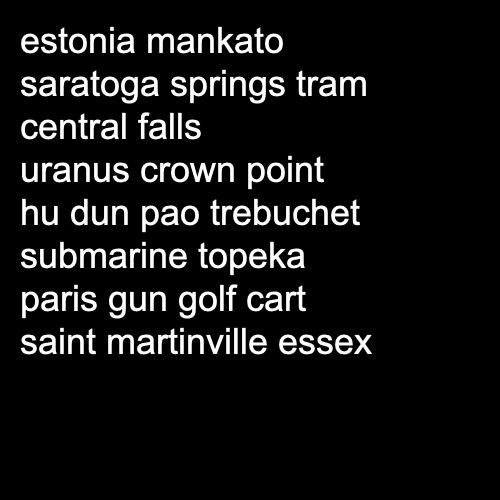 estonia mankato
saratoga springs tram
central falls
uranus crown point
hu dun pao trebuchet
submarine topeka
paris gun golf cart
saint martinville essex